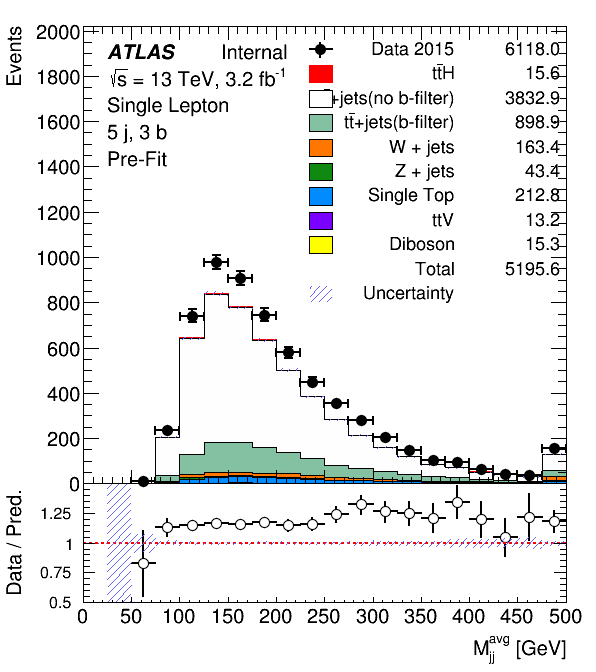 Events
2000
1800
1600
1400
1200
1000
800
600
400
200
0
ATLAS Internal
√s = 13 TeV, 3.2 fb⁻¹
Single Lepton
5 j, 3 b
Pre-Fit
Data 2015 6118.0
tt̄H 15.6
+jets(no b-filter) 3832.9
tt̄+jets(b-filter) 898.9
W + jets 163.4
Z + jets 43.4
Single Top 212.8
ttV 13.2
Diboson 15.3
Total 5195.6
Uncertainty
Data / Pred.
1.25
1
0.75
0.5
0 50 100 150 200 250 300 350 400 450 500
M_jj^avg [GeV]